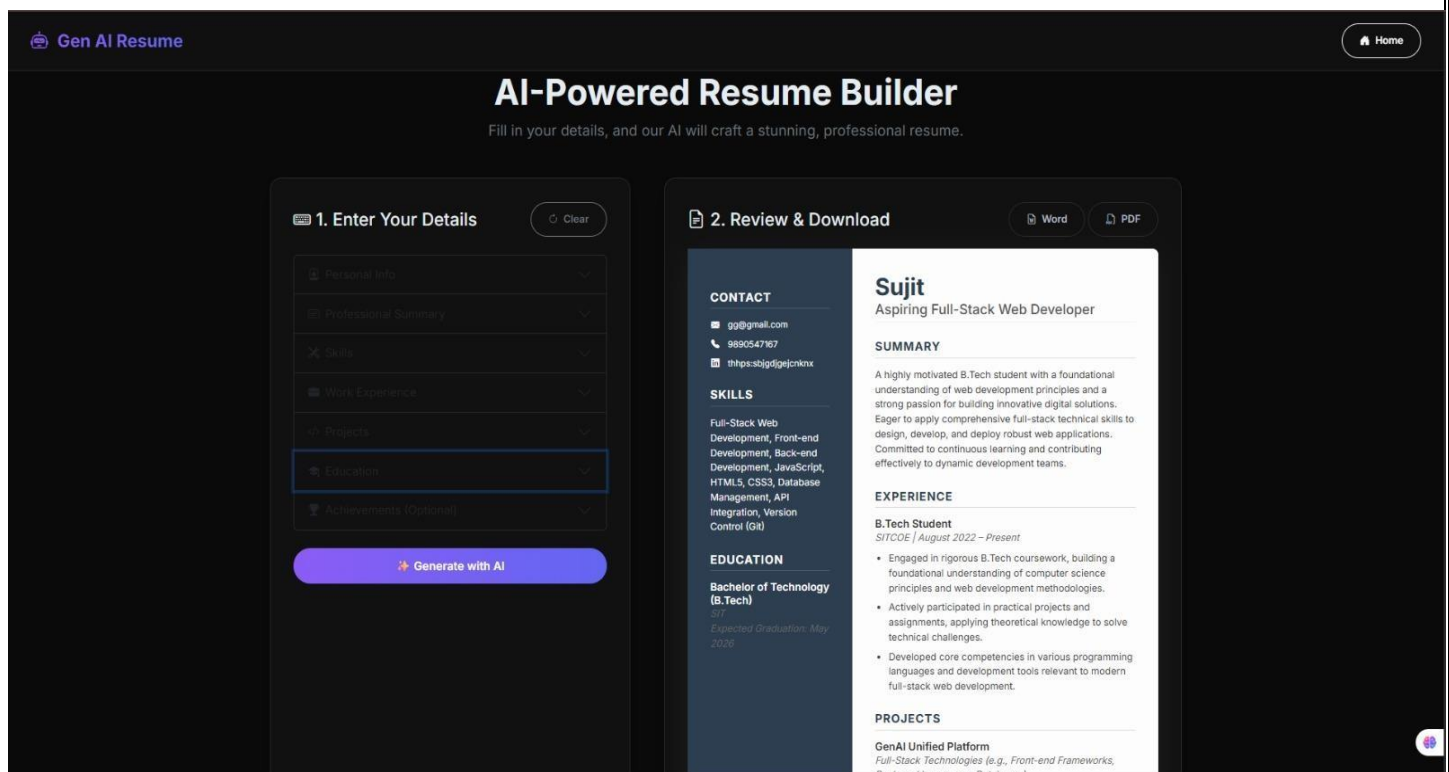 Gen AI Resume
Home
AI-Powered Resume Builder
Fill in your details, and our AI will craft a stunning, professional resume.
1. Enter Your Details
Clear
Personal Info
Professional Summary
Skills
Work Experience
Projects
Education
Achievements (Optional)
Generate with AI
2. Review & Download
Word
PDF
CONTACT
gg@gmail.com
9890547167
thhps:sbjgdjgejcnknx
SKILLS
Full-Stack Web
Development, Front-end
Development, Back-end
Development, JavaScript,
HTML5, CSS3, Database
Management, API
Integration, Version
Control (Git)
EDUCATION
Bachelor of Technology
(B.Tech)
SIT
Expected Graduation: May
2026
Sujit
Aspiring Full-Stack Web Developer
SUMMARY
A highly motivated B.Tech student with a foundational
understanding of web development principles and a
strong passion for building innovative digital solutions.
Eager to apply comprehensive full-stack technical skills to
design, develop, and deploy robust web applications.
Committed to continuous learning and contributing
effectively to dynamic development teams.
EXPERIENCE
B.Tech Student
SITCOE | August 2022 – Present
• Engaged in rigorous B.Tech coursework, building a
foundational understanding of computer science
principles and web development methodologies.
• Actively participated in practical projects and
assignments, applying theoretical knowledge to solve
technical challenges.
• Developed core competencies in various programming
languages and development tools relevant to modern
full-stack web development.
PROJECTS
GenAI Unified Platform
Full-Stack Technologies (e.g., Front-end Frameworks,